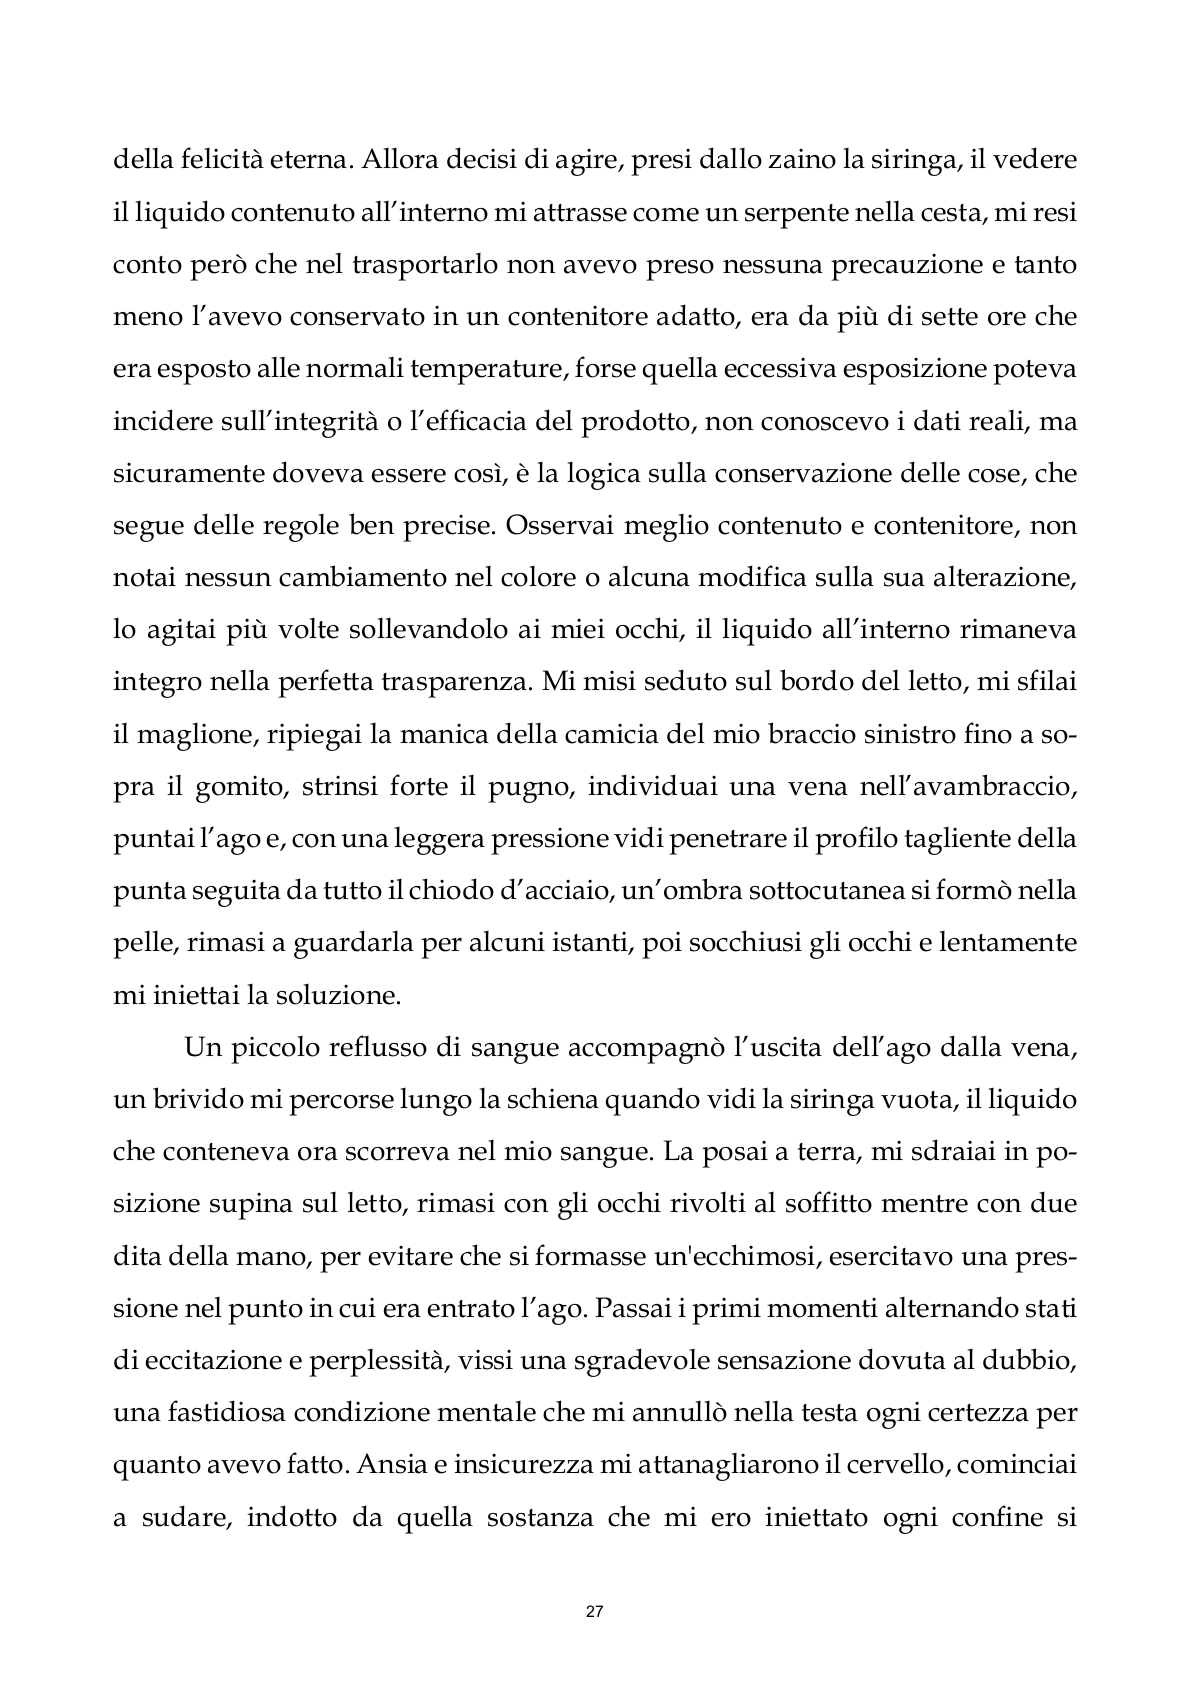 della felicità eterna. Allora decisi di agire, presi dallo zaino la siringa, il vedere
il liquido contenuto all’interno mi attrasse come un serpente nella cesta, mi resi
conto però che nel trasportarlo non avevo preso nessuna precauzione e tanto
meno l’avevo conservato in un contenitore adatto, era da più di sette ore che
era esposto alle normali temperature, forse quella eccessiva esposizione poteva
incidere sull’integrità o l’efficacia del prodotto, non conoscevo i dati reali, ma
sicuramente doveva essere così, è la logica sulla conservazione delle cose, che
segue delle regole ben precise. Osservai meglio contenuto e contenitore, non
notai nessun cambiamento nel colore o alcuna modifica sulla sua alterazione,
lo agitai più volte sollevandolo ai miei occhi, il liquido all’interno rimaneva
integro nella perfetta trasparenza. Mi misi seduto sul bordo del letto, mi sfilai
il maglione, ripiegai la manica della camicia del mio braccio sinistro fino a so-
pra il gomito, strinsi forte il pugno, individuai una vena nell’avambraccio,
puntai l’ago e, con una leggera pressione vidi penetrare il profilo tagliente della
punta seguita da tutto il chiodo d’acciaio, un’ombra sottocutanea si formò nella
pelle, rimasi a guardarla per alcuni istanti, poi socchiusi gli occhi e lentamente
mi iniettai la soluzione.
Un piccolo reflusso di sangue accompagnò l’uscita dell’ago dalla vena,
un brivido mi percorse lungo la schiena quando vidi la siringa vuota, il liquido
che conteneva ora scorreva nel mio sangue. La posai a terra, mi sdraiai in po-
sizione supina sul letto, rimasi con gli occhi rivolti al soffitto mentre con due
dita della mano, per evitare che si formasse un'ecchimosi, esercitavo una pres-
sione nel punto in cui era entrato l’ago. Passai i primi momenti alternando stati
di eccitazione e perplessità, vissi una sgradevole sensazione dovuta al dubbio,
una fastidiosa condizione mentale che mi annullò nella testa ogni certezza per
quanto avevo fatto. Ansia e insicurezza mi attanagliarono il cervello, cominciai
a sudare, indotto da quella sostanza che mi ero iniettato ogni confine si
27